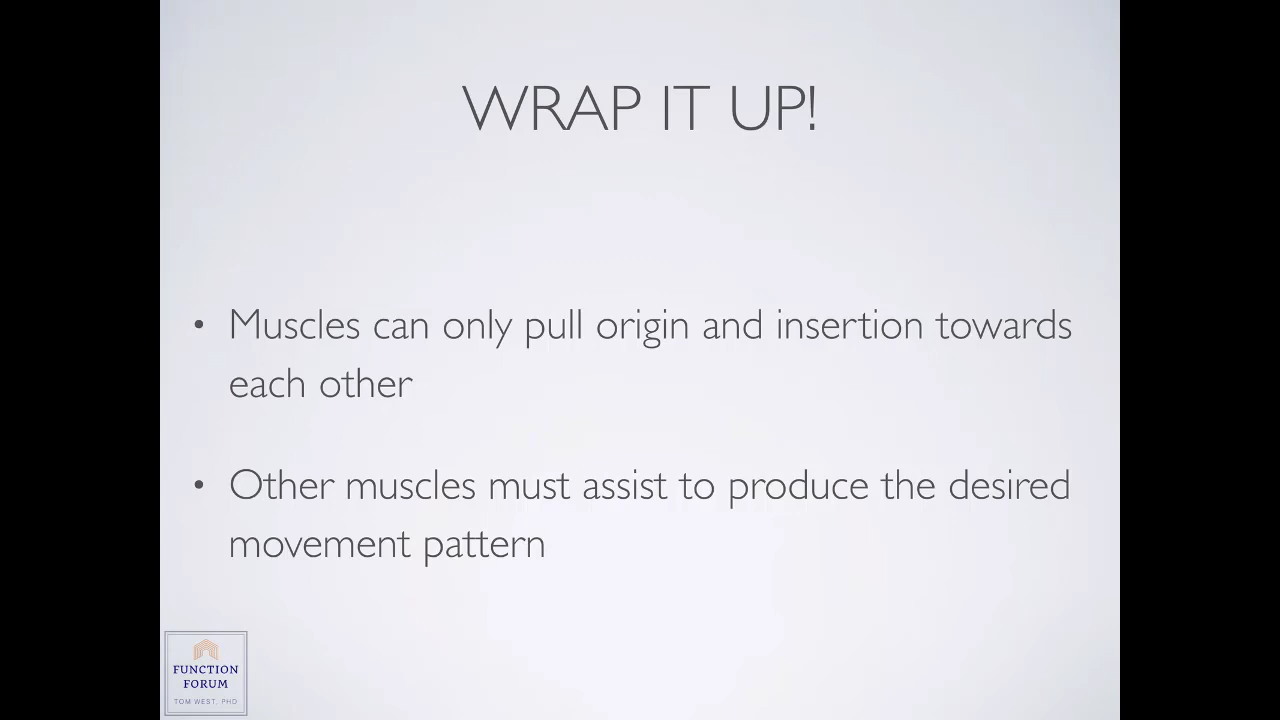 WRAP IT UP!
• Muscles can only pull origin and insertion towards
each other
• Other muscles must assist to produce the desired
movement pattern
FUNCTION
FORUM
TOM WEST, PHD